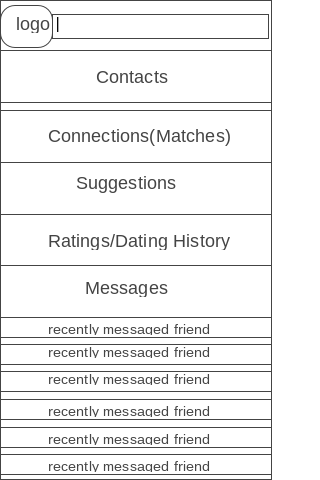 logo
Contacts
Connections(Matches)
Suggestions
Ratings/Dating History
Messages
recently messaged friend
recently messaged friend
recently messaged friend
recently messaged friend
recently messaged friend
recently messaged friend